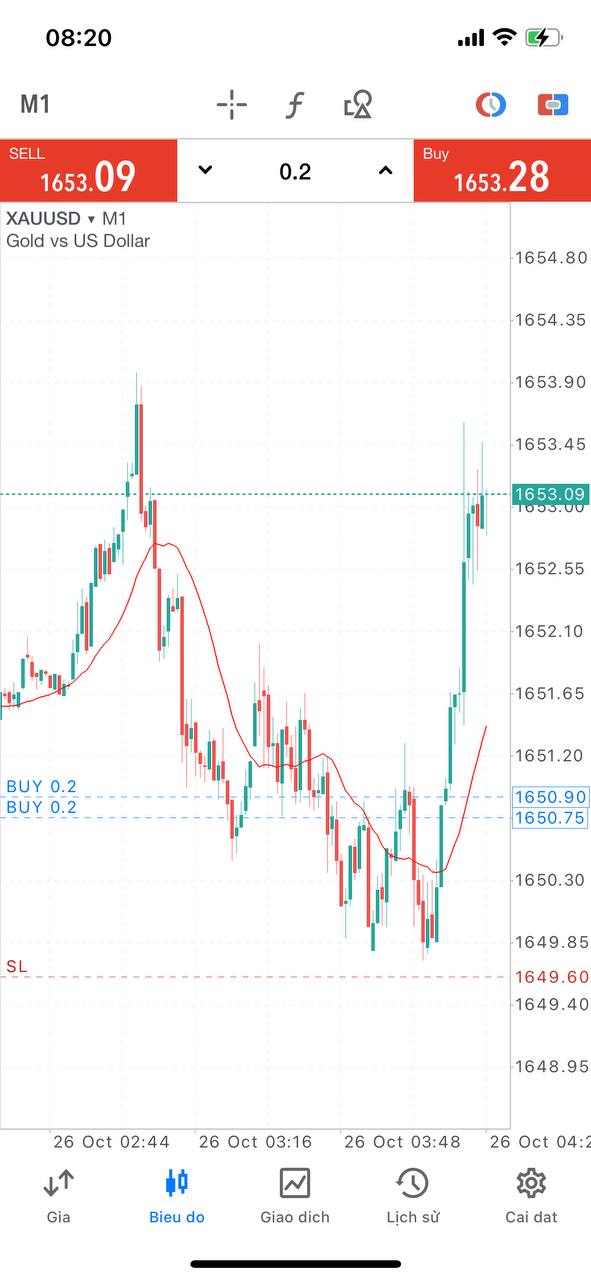 08:20
M1
SELL
1653.09
0.2
Buy
1653.28
XAUUSD ▾ M1
Gold vs US Dollar
1654.80
1654.35
1653.90
1653.45
1653.09
1653.00
1652.55
1652.10
1651.65
1651.20
BUY 0.2
1650.90
BUY 0.2
1650.75
1650.30
1649.85
SL
1649.60
1649.40
1648.95
26 Oct 02:44
26 Oct 03:16
26 Oct 03:48
26 Oct 04:2
Gia
Bieu do
Giao dich
Lịch sử
Cai dat